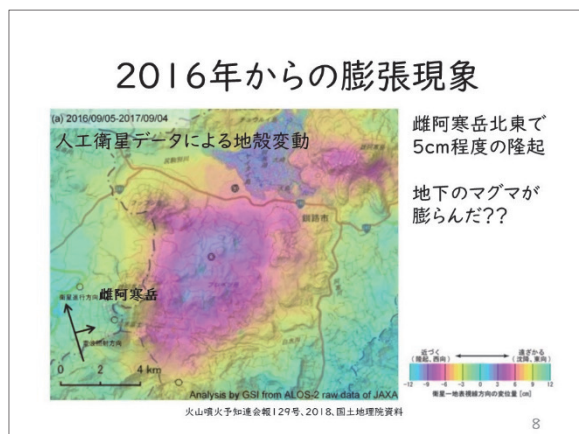 2016年からの膨張現象
(a) 2016/09/05-2017/09/04
人工衛星データによる地殻変動
雌阿寒岳北東で
5cm程度の隆起
地下のマグマが
膨らんだ??
釧路市
雌阿寒岳
衛星進行方向
電波照射方向
0 2 4 km
Analysis by GSI from ALOS-2 raw data of JAXA
近づく
(隆起、西向)
遠ざかる
(沈降、東向)
-12 -9 -6 -3 0 3 6 9 12
衛星−地表視線方向の変位量 [cm]
火山噴火予知連会報129号、2018、国土地理院資料
8